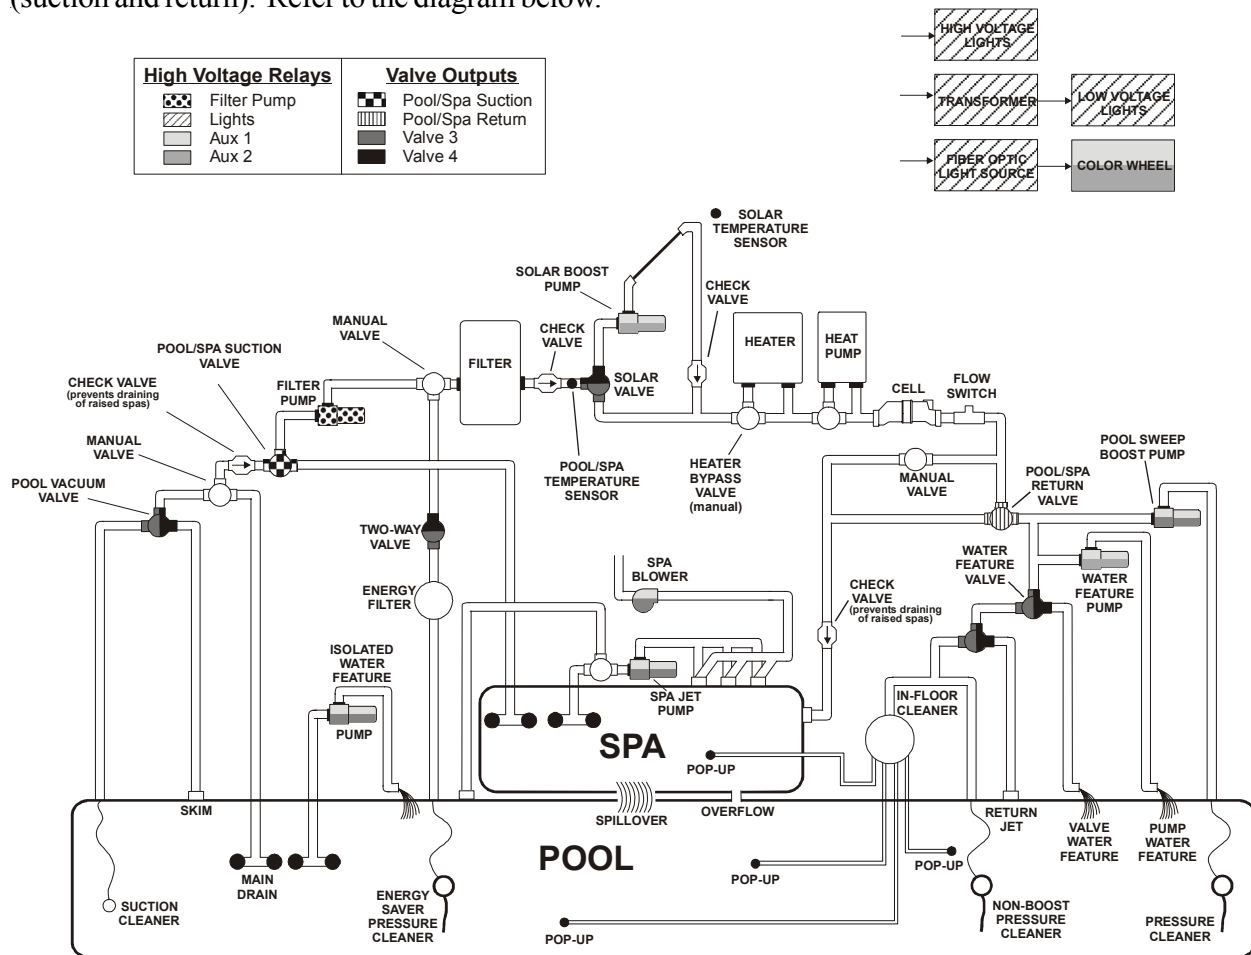 (suction and return). Refer to the diagram below.
HIGH VOLTAGE
LIGHTS
TRANSFORMER
LOW VOLTAGE
LIGHTS
FIBER OPTIC
LIGHT SOURCE
COLOR WHEEL
High Voltage Relays
Filter Pump
Lights
Aux 1
Aux 2
Valve Outputs
Pool/Spa Suction
Pool/Spa Return
Valve 3
Valve 4
SOLAR
TEMPERATURE
SENSOR
SOLAR BOOST
PUMP
CHECK
VALVE
MANUAL
VALVE
CHECK
VALVE
HEATER
HEAT
PUMP
POOL/SPA SUCTION
VALVE
FILTER
SOLAR
VALVE
CELL
FLOW
SWITCH
CHECK VALVE
(prevents draining
of raised spas)
FILTER
PUMP
MANUAL
VALVE
POOL VACUUM
VALVE
POOL/SPA
TEMPERATURE
SENSOR
HEATER
BYPASS
VALVE
(manual)
MANUAL
VALVE
POOL/SPA
RETURN
VALVE
POOL SWEEP
BOOST PUMP
TWO-WAY
VALVE
ENERGY
FILTER
SPA
BLOWER
CHECK
VALVE
(prevents draining
of raised spas)
WATER
FEATURE
VALVE
WATER
FEATURE
PUMP
ISOLATED
WATER
FEATURE
PUMP
SPA JET
PUMP
IN-FLOOR
CLEANER
SPA
POP-UP
SKIM
SPILLOVER
OVERFLOW
RETURN
JET
VALVE
WATER
FEATURE
PUMP
WATER
FEATURE
POOL
MAIN
DRAIN
POP-UP
POP-UP
SUCTION
CLEANER
ENERGY
SAVER
PRESSURE
CLEANER
POP-UP
NON-BOOST
PRESSURE
CLEANER
PRESSURE
CLEANER